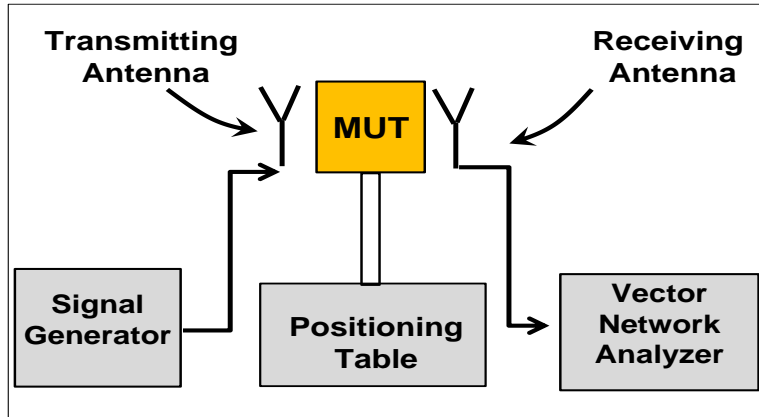 Transmitting
Antenna
Receiving
Antenna
MUT
Signal
Generator
Positioning
Table
Vector
Network
Analyzer